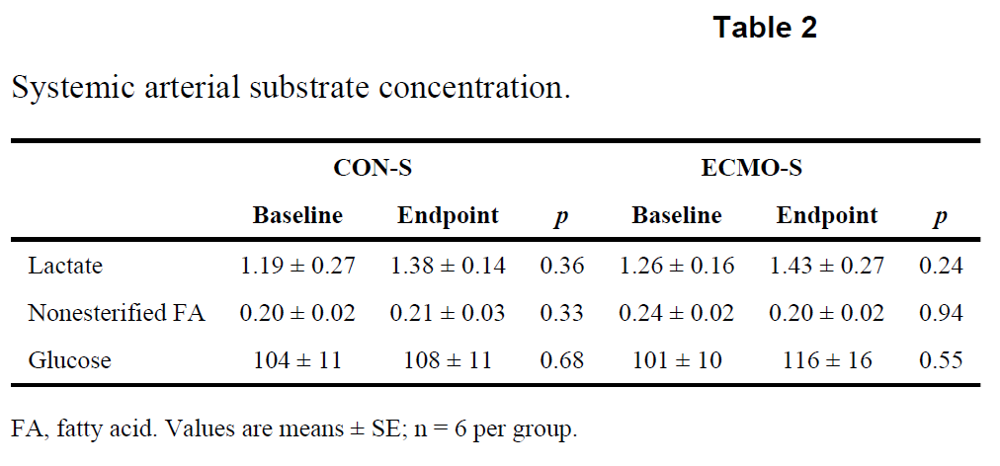 Table 2
Systemic arterial substrate concentration.
CON-S ECMO-S
Baseline Endpoint p Baseline Endpoint p
Lactate 1.19 ± 0.27 1.38 ± 0.14 0.36 1.26 ± 0.16 1.43 ± 0.27 0.24
Nonesterified FA 0.20 ± 0.02 0.21 ± 0.03 0.33 0.24 ± 0.02 0.20 ± 0.02 0.94
Glucose 104 ± 11 108 ± 11 0.68 101 ± 10 116 ± 16 0.55
FA, fatty acid. Values are means ± SE; n = 6 per group.